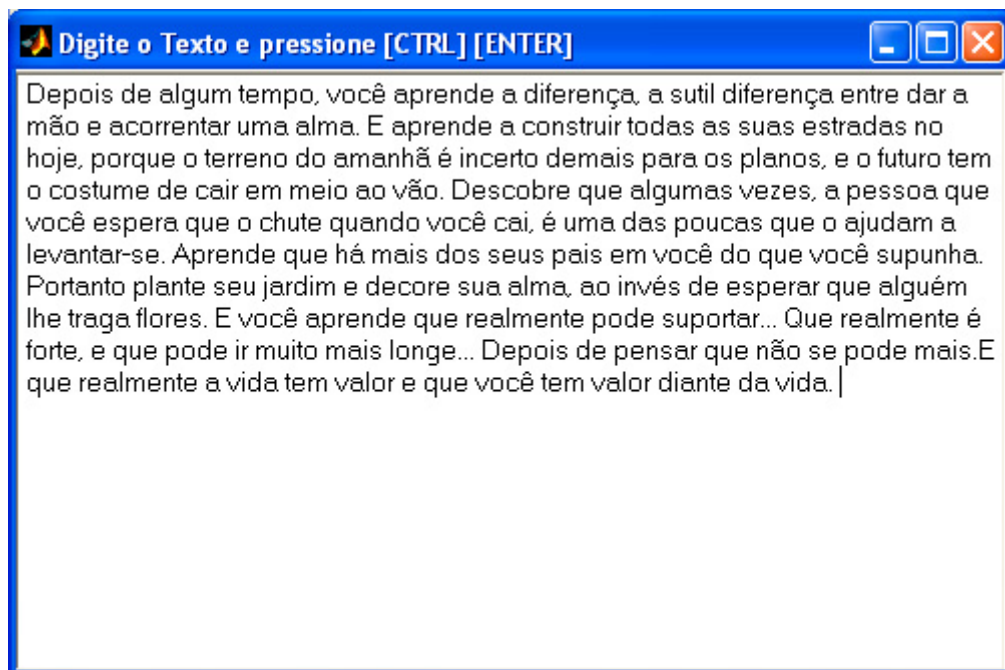 Digite o Texto e pressione [CTRL] [ENTER]
Depois de algum tempo, você aprende a diferença, a sutil diferença entre dar a
mão e acorrentar uma alma. E aprende a construir todas as suas estradas no
hoje, porque o terreno do amanhã é incerto demais para os planos, e o futuro tem
o costume de cair em meio ao vão. Descobre que algumas vezes, a pessoa que
você espera que o chute quando você cai, é uma das poucas que o ajudam a
levantar-se. Aprende que há mais dos seus pais em você do que você supunha.
Portanto plante seu jardim e decore sua alma, ao invés de esperar que alguém
lhe traga flores. E você aprende que realmente pode suportar... Que realmente é
forte, e que pode ir muito mais longe... Depois de pensar que não se pode mais.E
que realmente a vida tem valor e que você tem valor diante da vida.